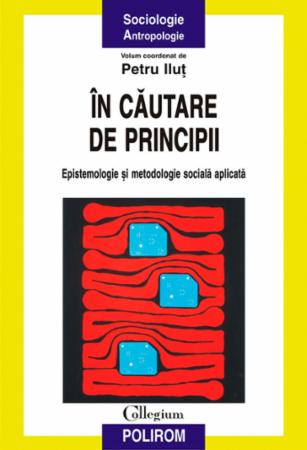 Sociologie
Antropologie
Volum coordonat de
Petru Iluț
ÎN CĂUTARE
DE PRINCIPII
Epistemologie și metodologie socială aplicată
Collegium
POLIROM